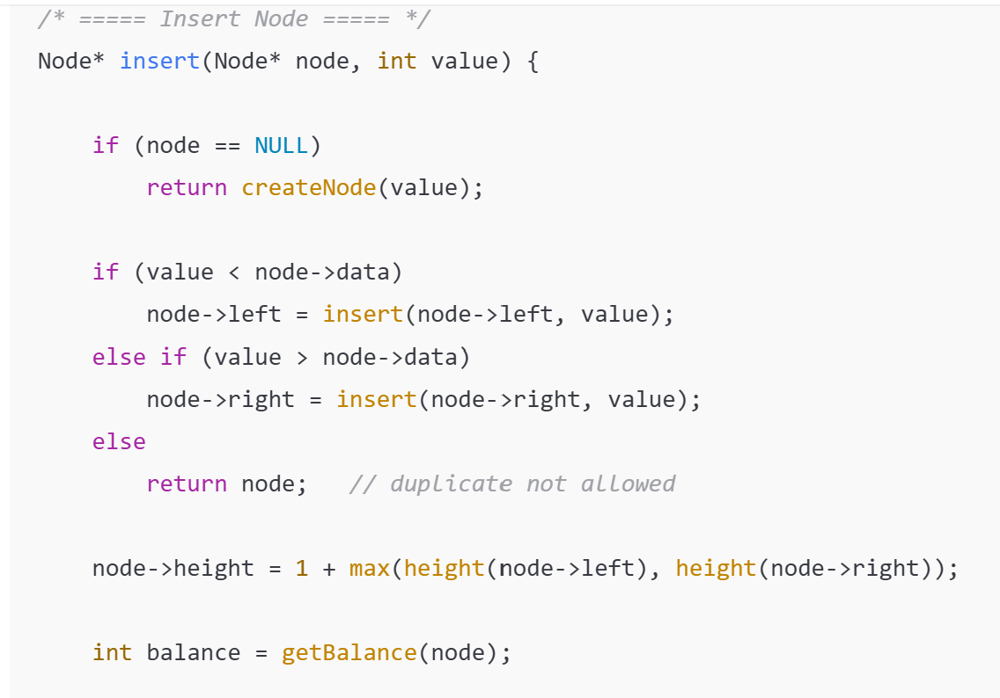 /* ===== Insert Node ===== */
Node* insert(Node* node, int value) {
if (node == NULL)
return createNode(value);
if (value < node->data)
node->left = insert(node->left, value);
else if (value > node->data)
node->right = insert(node->right, value);
else
return node;   // duplicate not allowed
node->height = 1 + max(height(node->left), height(node->right));
int balance = getBalance(node);